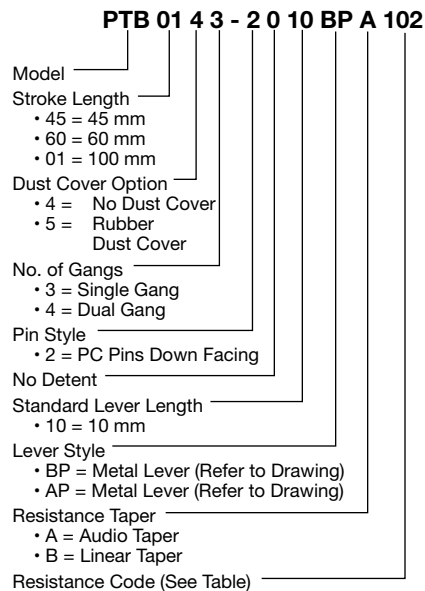 PTB 01 4 3 - 2 0 10 BP A 102
Model
Stroke Length
• 45 = 45 mm
• 60 = 60 mm
• 01 = 100 mm
Dust Cover Option
• 4 = No Dust Cover
• 5 = Rubber
Dust Cover
No. of Gangs
• 3 = Single Gang
• 4 = Dual Gang
Pin Style
• 2 = PC Pins Down Facing
No Detent
Standard Lever Length
• 10 = 10 mm
Lever Style
• BP = Metal Lever (Refer to Drawing)
• AP = Metal Lever (Refer to Drawing)
Resistance Taper
• A = Audio Taper
• B = Linear Taper
Resistance Code (See Table)